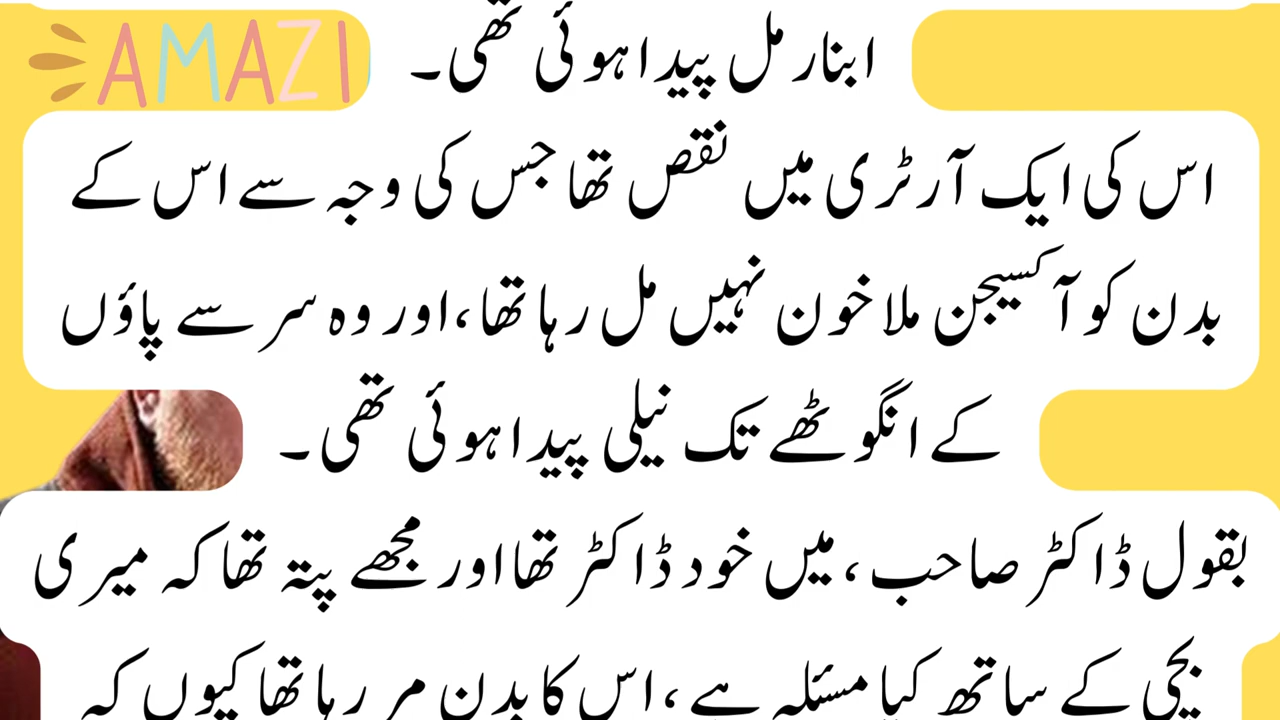 AMAZI
ابنارمل پیدا ہوئی تھی۔
اس کی ایک آرٹری میں نقص تھا جس کی وجہ سے اس کے
بدن کو آکسیجن ملا خون نہیں مل رہا تھا، اور وہ سر سے پاؤں
کے انگوٹھے تک نیلی پیدا ہوئی تھی۔
بقول ڈاکٹر صاحب، میں خود ڈاکٹر تھا اور مجھے پتہ تھا کہ میری
بچی کے ساتھ کیا مسئلہ ہے، اس کا بدن مر رہا تھا کیوں کہ